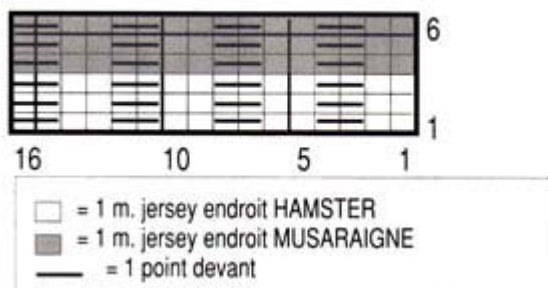 6
1
16 10 5 1
= 1 m. jersey endroit HAMSTER
= 1 m. jersey endroit MUSARAIGNE
= 1 point devant